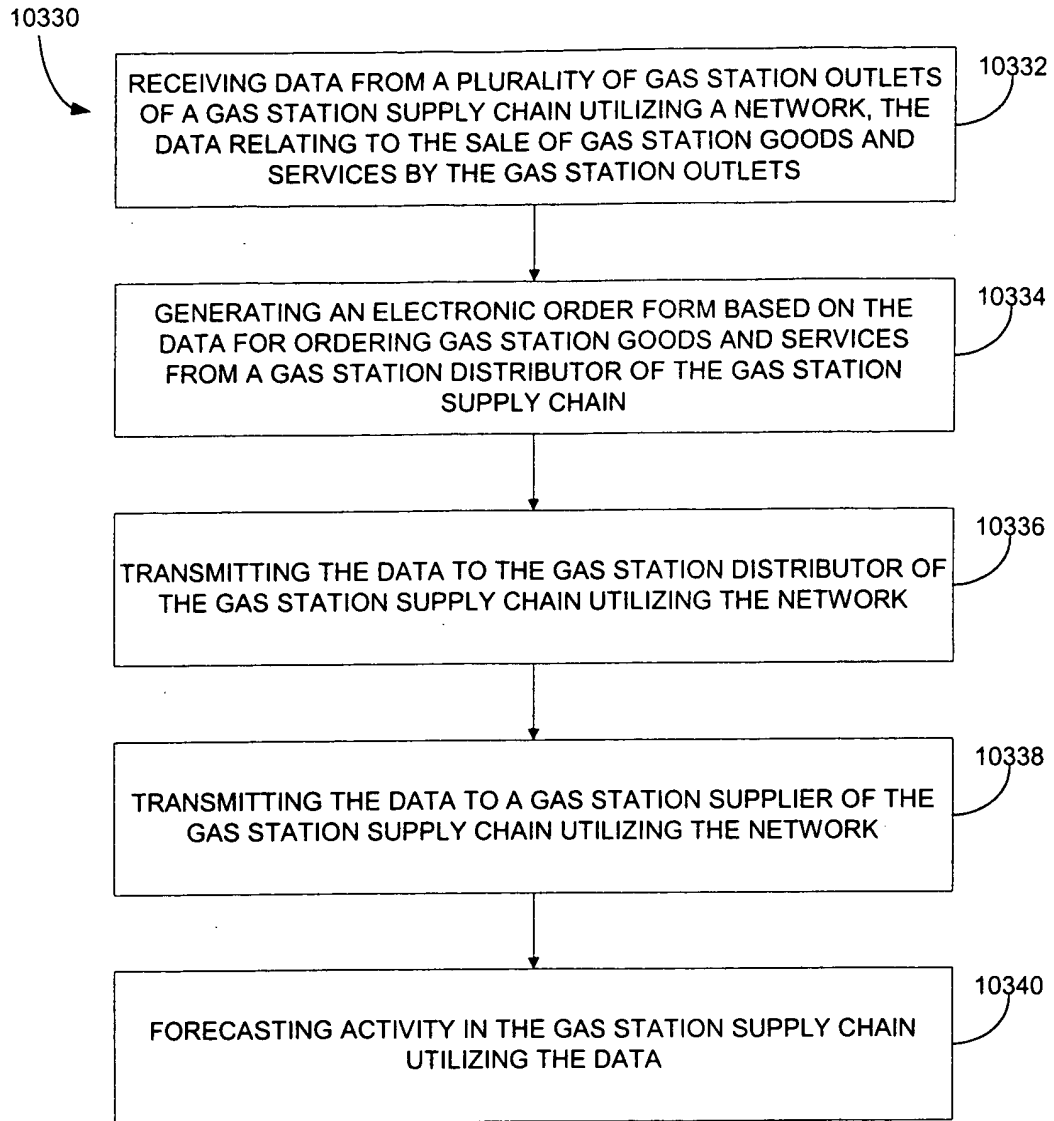 10330
RECEIVING DATA FROM A PLURALITY OF GAS STATION OUTLETS
OF A GAS STATION SUPPLY CHAIN UTILIZING A NETWORK, THE
DATA RELATING TO THE SALE OF GAS STATION GOODS AND
SERVICES BY THE GAS STATION OUTLETS
10332
GENERATING AN ELECTRONIC ORDER FORM BASED ON THE
DATA FOR ORDERING GAS STATION GOODS AND SERVICES
FROM A GAS STATION DISTRIBUTOR OF THE GAS STATION
SUPPLY CHAIN
10334
TRANSMITTING THE DATA TO THE GAS STATION DISTRIBUTOR OF
THE GAS STATION SUPPLY CHAIN UTILIZING THE NETWORK
10336
TRANSMITTING THE DATA TO A GAS STATION SUPPLIER OF THE
GAS STATION SUPPLY CHAIN UTILIZING THE NETWORK
10338
FORECASTING ACTIVITY IN THE GAS STATION SUPPLY CHAIN
UTILIZING THE DATA
10340